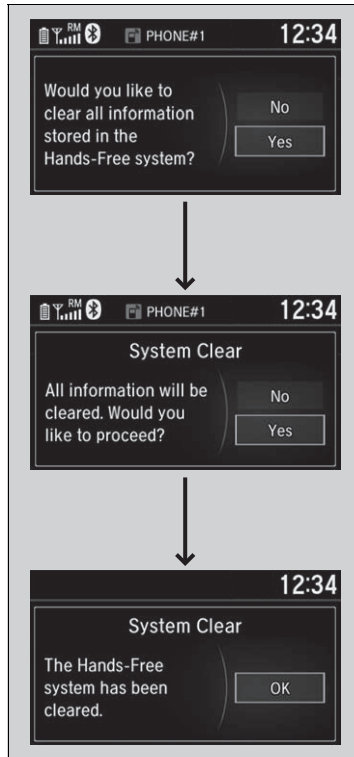 RM PHONE#1 12:34
Would you like to
clear all information
stored in the
Hands-Free system?
No
Yes
RM PHONE#1 12:34
System Clear
All information will be
cleared. Would you
like to proceed?
No
Yes
12:34
System Clear
The Hands-Free
system has been
cleared.
OK